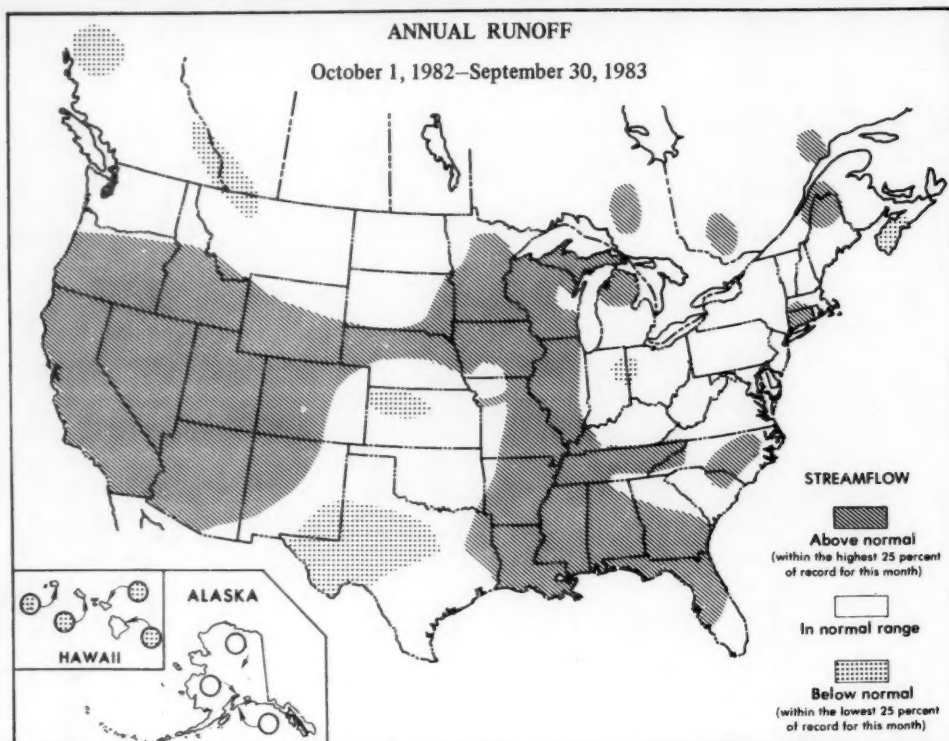 ANNUAL RUNOFF
October 1, 1982–September 30, 1983
STREAMFLOW
Above normal
(within the highest 25 percent
of record for this month)
In normal range
Below normal
(within the lowest 25 percent
of record for this month)
HAWAII
ALASKA